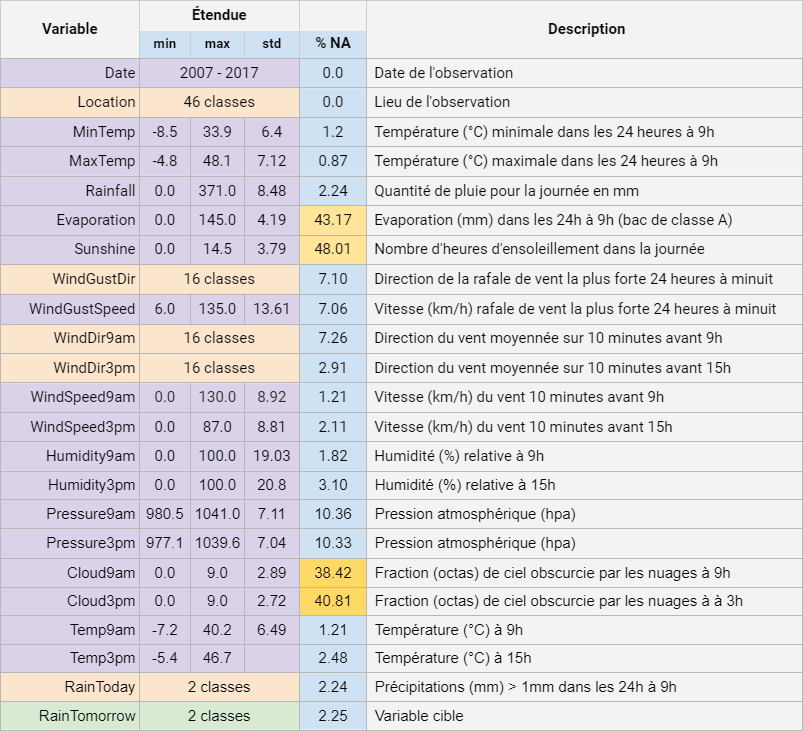 Variable Étendue Description
min max std % NA
Date 2007 - 2017 0.0 Date de l'observation
Location 46 classes 0.0 Lieu de l'observation
MinTemp -8.5 33.9 6.4 1.2 Température (°C) minimale dans les 24 heures à 9h
MaxTemp -4.8 48.1 7.12 0.87 Température (°C) maximale dans les 24 heures à 9h
Rainfall 0.0 371.0 8.48 2.24 Quantité de pluie pour la journée en mm
Evaporation 0.0 145.0 4.19 43.17 Evaporation (mm) dans les 24h à 9h (bac de classe A)
Sunshine 0.0 14.5 3.79 48.01 Nombre d'heures d'ensoleillement dans la journée
WindGustDir 16 classes 7.10 Direction de la rafale de vent la plus forte 24 heures à minuit
WindGustSpeed 6.0 135.0 13.61 7.06 Vitesse (km/h) rafale de vent la plus forte 24 heures à minuit
WindDir9am 16 classes 7.26 Direction du vent moyennée sur 10 minutes avant 9h
WindDir3pm 16 classes 2.91 Direction du vent moyennée sur 10 minutes avant 15h
WindSpeed9am 0.0 130.0 8.92 1.21 Vitesse (km/h) du vent 10 minutes avant 9h
WindSpeed3pm 0.0 87.0 8.81 2.11 Vitesse (km/h) du vent 10 minutes avant 15h
Humidity9am 0.0 100.0 19.03 1.82 Humidité (%) relative à 9h
Humidity3pm 0.0 100.0 20.8 3.10 Humidité (%) relative à 15h
Pressure9am 980.5 1041.0 7.11 10.36 Pression atmosphérique (hpa)
Pressure3pm 977.1 1039.6 7.04 10.33 Pression atmosphérique (hpa)
Cloud9am 0.0 9.0 2.89 38.42 Fraction (octas) de ciel obscurcie par les nuages à 9h
Cloud3pm 0.0 9.0 2.72 40.81 Fraction (octas) de ciel obscurcie par les nuages à à 3h
Temp9am -7.2 40.2 6.49 1.21 Température (°C) à 9h
Temp3pm -5.4 46.7 2.48 Température (°C) à 15h
RainToday 2 classes 2.24 Précipitations (mm) > 1mm dans les 24h à 9h
RainTomorrow 2 classes 2.25 Variable cible